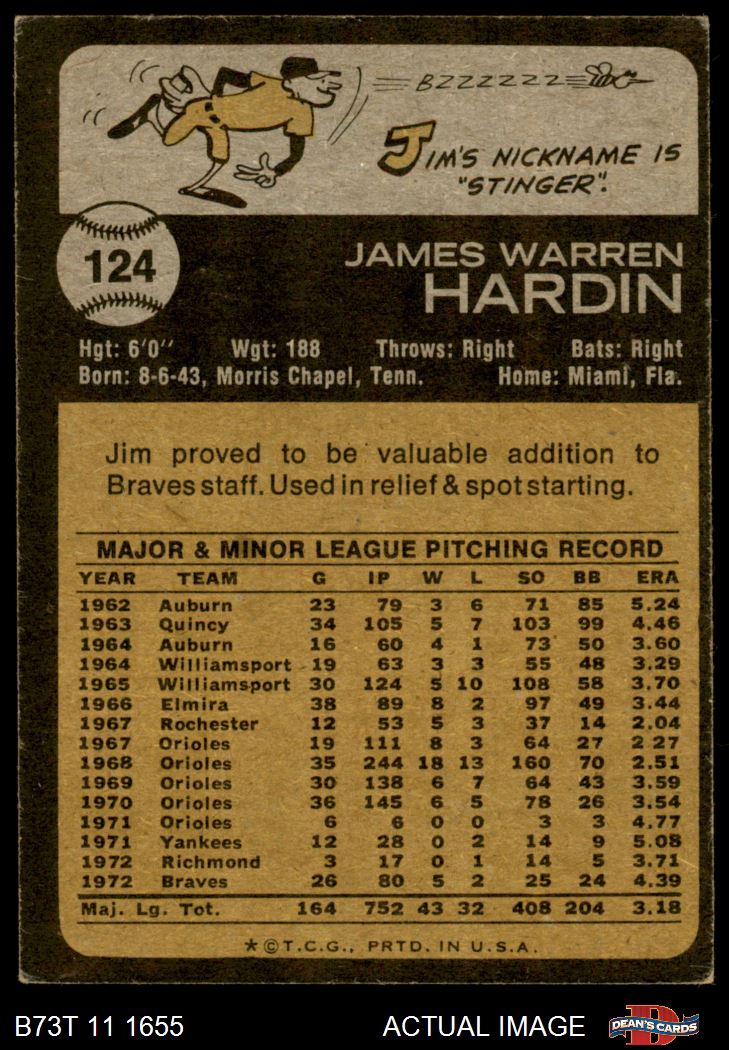 BZZZZZZZ
JIM'S NICKNAME IS
"STINGER".
124
JAMES WARREN
HARDIN
Hgt: 6'0" Wgt: 188 Throws: Right Bats: Right
Born: 8-6-43, Morris Chapel, Tenn. Home: Miami, Fla.
Jim proved to be valuable addition to
Braves staff. Used in relief & spot starting.
MAJOR & MINOR LEAGUE PITCHING RECORD
YEAR TEAM G IP W L SO BB ERA
1962 Auburn 23 79 3 6 71 85 5.24
1963 Quincy 34 105 5 7 103 99 4.46
1964 Auburn 16 60 4 1 73 50 3.60
1964 Williamsport 19 63 3 3 55 48 3.29
1965 Williamsport 30 124 5 10 108 58 3.70
1966 Elmira 38 89 8 2 97 49 3.44
1967 Rochester 12 53 5 3 37 14 2.04
1967 Orioles 19 111 8 3 64 27 2 27
1968 Orioles 35 244 18 13 160 70 2.51
1969 Orioles 30 138 6 7 64 43 3.59
1970 Orioles 36 145 6 5 78 26 3.54
1971 Orioles 6 6 0 0 3 3 4.77
1971 Yankees 12 28 0 2 14 9 5.08
1972 Richmond 3 17 0 1 14 5 3.71
1972 Braves 26 80 5 2 25 24 4.39
Maj. Lg. Tot. 164 752 43 32 408 204 3.18
★©T.C.G., PRTD. IN U.S.A.
B73T 11 1655 ACTUAL IMAGE D DEAN'S CARDS